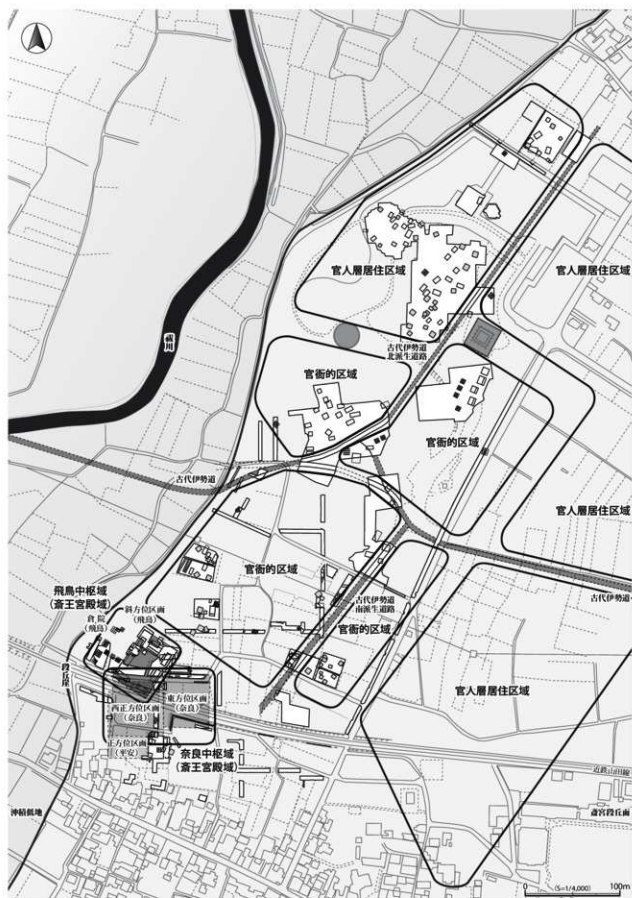 官人層居住区域
官人層居住区域
古代伊勢道
北派生道路
祓川
官衙的区域
官衙的区域
古代伊勢道
官人層居住区域
官衙的区域
飛鳥中枢域
(斎王宮殿域)
斜方位区画
(飛鳥)
倉院
(飛鳥)
古代伊勢道
南派生道路
官衙的区域
古代伊勢道
段丘崖
東方位区画
(奈良)
西正方位区画
(奈良)
官人層居住区域
正方位区画
(平安)
奈良中枢域
(斎王宮殿域)
近鉄山田線
沖積低地
斎宮段丘面
0 (S=1/4,000) 100m